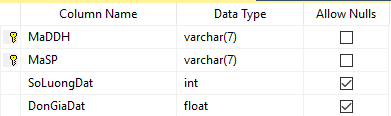 Column Name Data Type Allow Nulls
MaDDH varchar(7)
MaSP varchar(7)
SoLuongDat int
DonGiaDat float